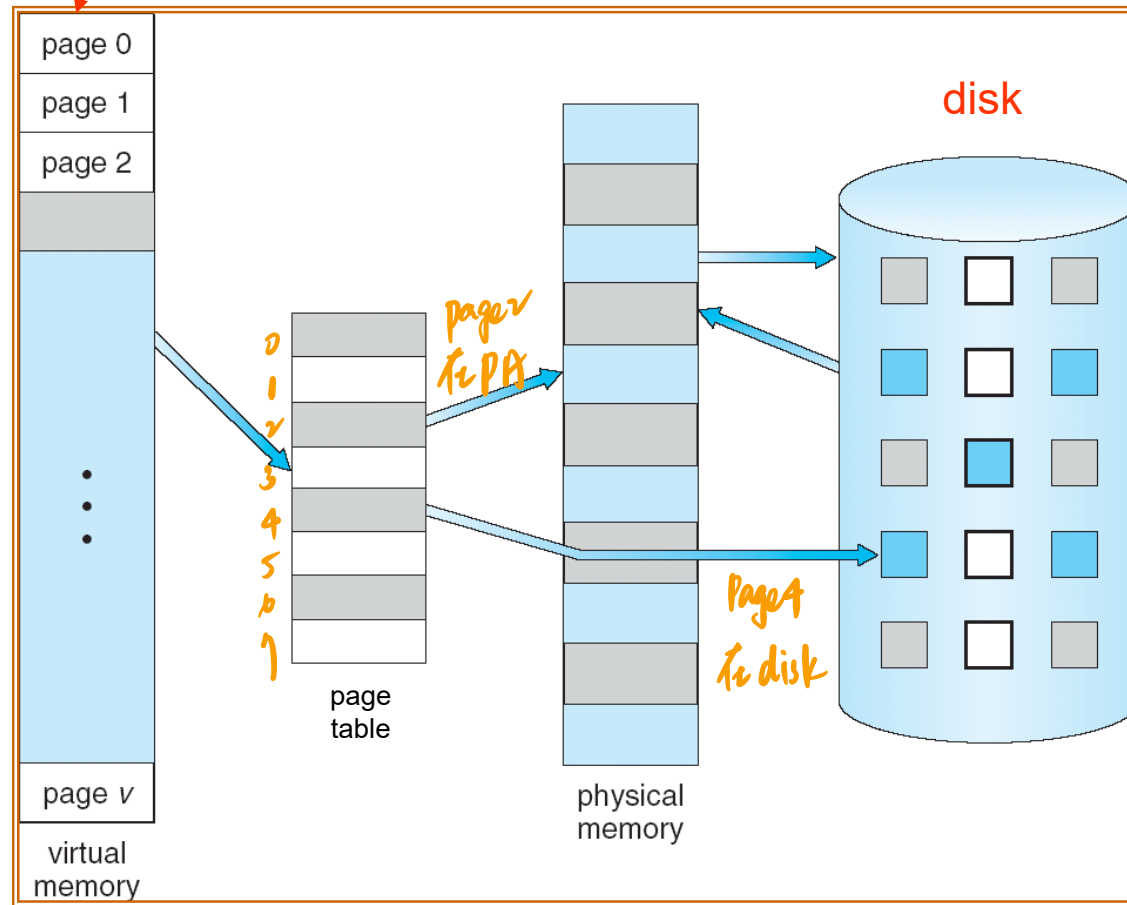 page 0
page 1
page 2
page v
virtual
memory
0
1
2
3
4
5
6
7
page
table
page2
在PA
physical
memory
Page4
在disk
disk